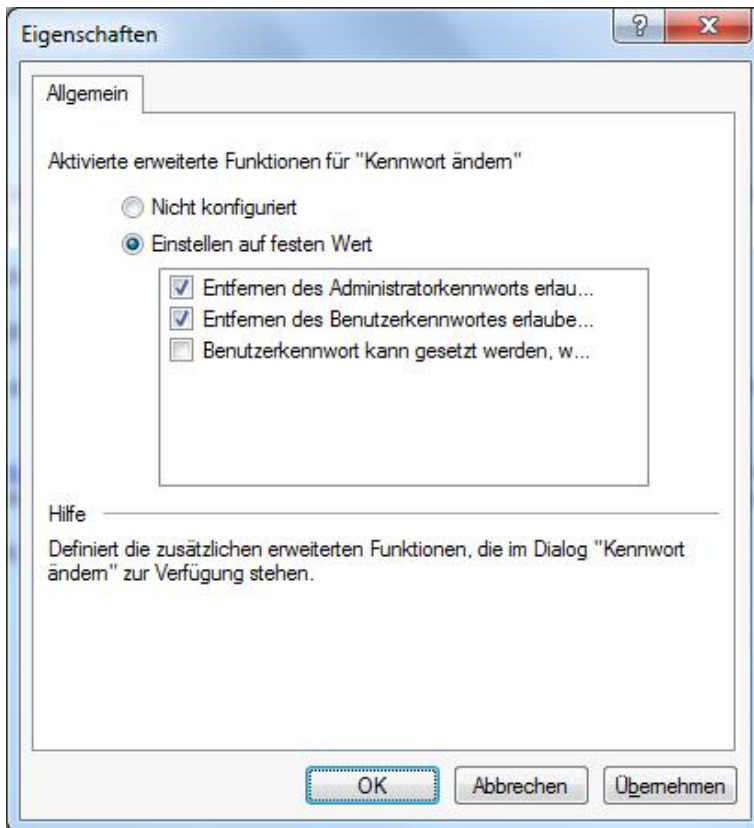 Eigenschaften
Allgemein
Aktivierte erweiterte Funktionen für "Kennwort ändern"
Nicht konfiguriert
Einstellen auf festen Wert
Entfernen des Administratorkennworts erlau...
Entfernen des Benutzerkennwortes erlaube...
Benutzerkennwort kann gesetzt werden, w...
Hilfe
Definiert die zusätzlichen erweiterten Funktionen, die im Dialog "Kennwort
ändern" zur Verfügung stehen.
OK
Abbrechen
Übernehmen